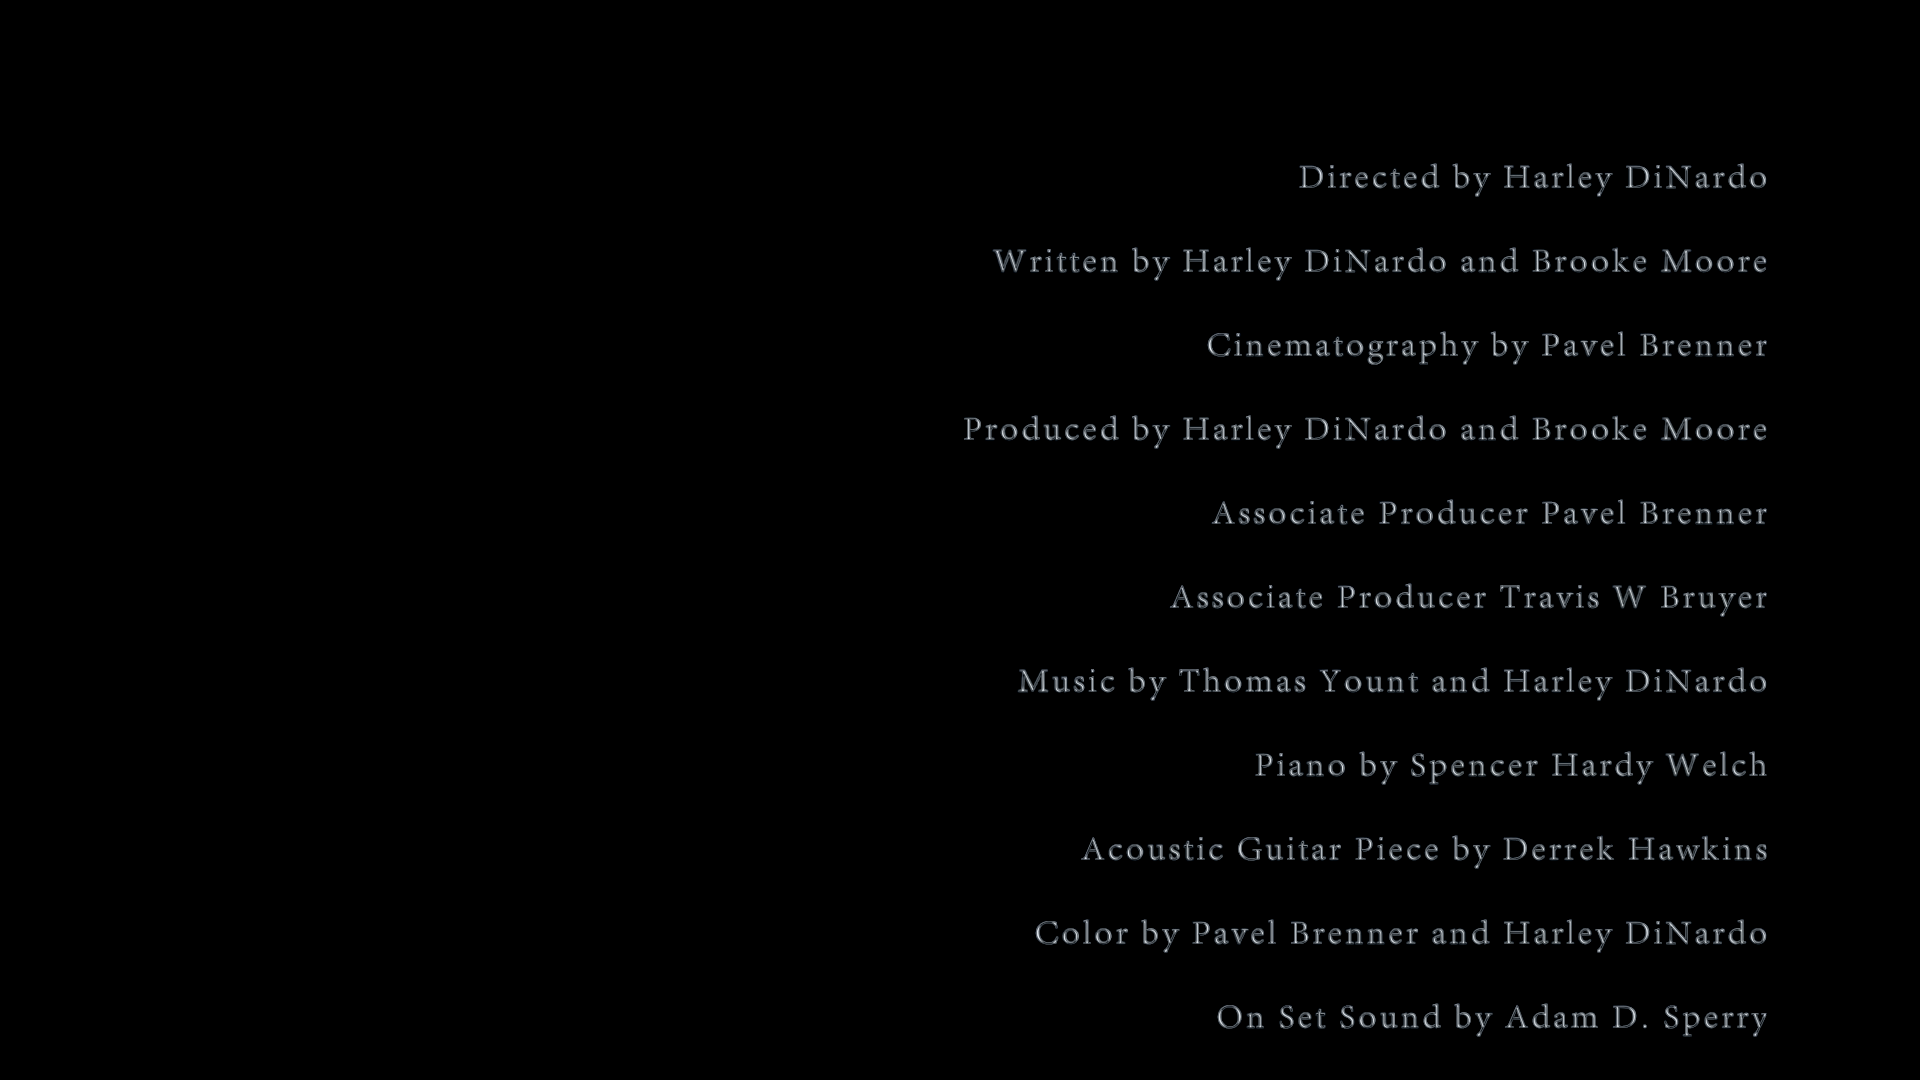 Directed by Harley DiNardo
Written by Harley DiNardo and Brooke Moore
Cinematography by Pavel Brenner
Produced by Harley DiNardo and Brooke Moore
Associate Producer Pavel Brenner
Associate Producer Travis W Bruyer
Music by Thomas Yount and Harley DiNardo
Piano by Spencer Hardy Welch
Acoustic Guitar Piece by Derrek Hawkins
Color by Pavel Brenner and Harley DiNardo
On Set Sound by Adam D. Sperry